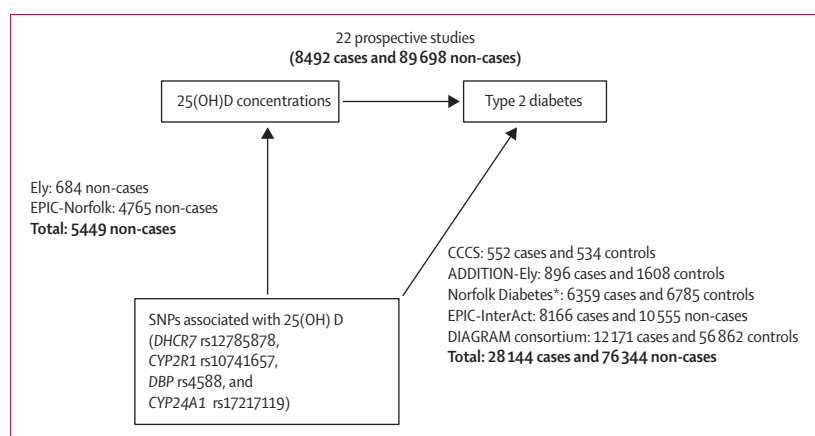 22 prospective studies
(8492 cases and 89 698 non-cases)
25(OH)D concentrations
Type 2 diabetes
Ely: 684 non-cases
EPIC-Norfolk: 4765 non-cases
Total: 5449 non-cases
CCCS: 552 cases and 534 controls
ADDITION-Ely: 896 cases and 1608 controls
Norfolk Diabetes*: 6359 cases and 6785 controls
EPIC-InterAct: 8166 cases and 10 555 non-cases
DIAGRAM consortium: 12 171 cases and 56 862 controls
Total: 28 144 cases and 76 344 non-cases
SNPs associated with 25(OH) D
(DHCR7 rs12785878,
CYP2R1 rs10741657,
DBP rs4588, and
CYP24A1 rs17217119)